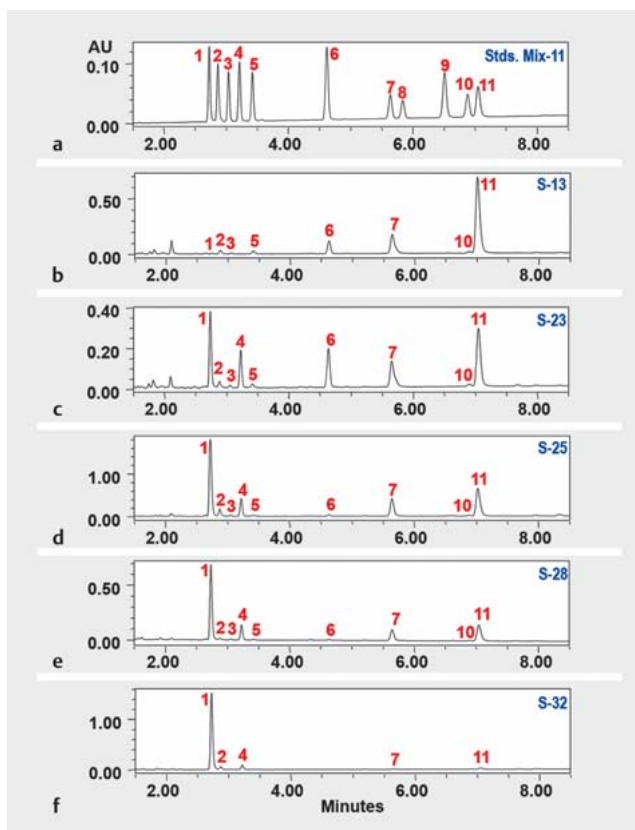 AU
Stds. Mix-11
0.10
0.00
1 2 3 4 5 6 7 8 9 10 11
2.00 4.00 6.00 8.00
a
S-13
0.50
0.00
1 2 3 5 6 7 10 11
2.00 4.00 6.00 8.00
b
S-23
0.40
0.20
0.00
1 2 3 4 5 6 7 10 11
2.00 4.00 6.00 8.00
c
S-25
1.00
0.00
1 2 3 4 5 6 7 10 11
2.00 4.00 6.00 8.00
d
S-28
0.50
0.00
1 2 3 4 5 6 7 10 11
2.00 4.00 6.00 8.00
e
S-32
1.00
0.00
1 2 4 7 11
2.00 4.00 6.00 8.00
f
Minutes